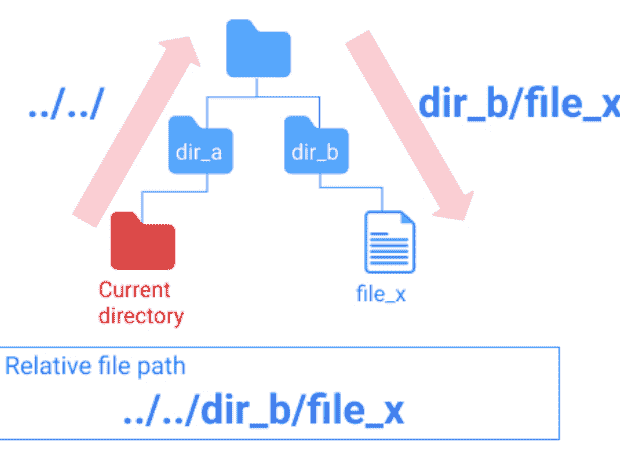 ../../
dir_b/file_x
dir_a
dir_b
Current
directory
file_x
Relative file path
../../dir_b/file_x